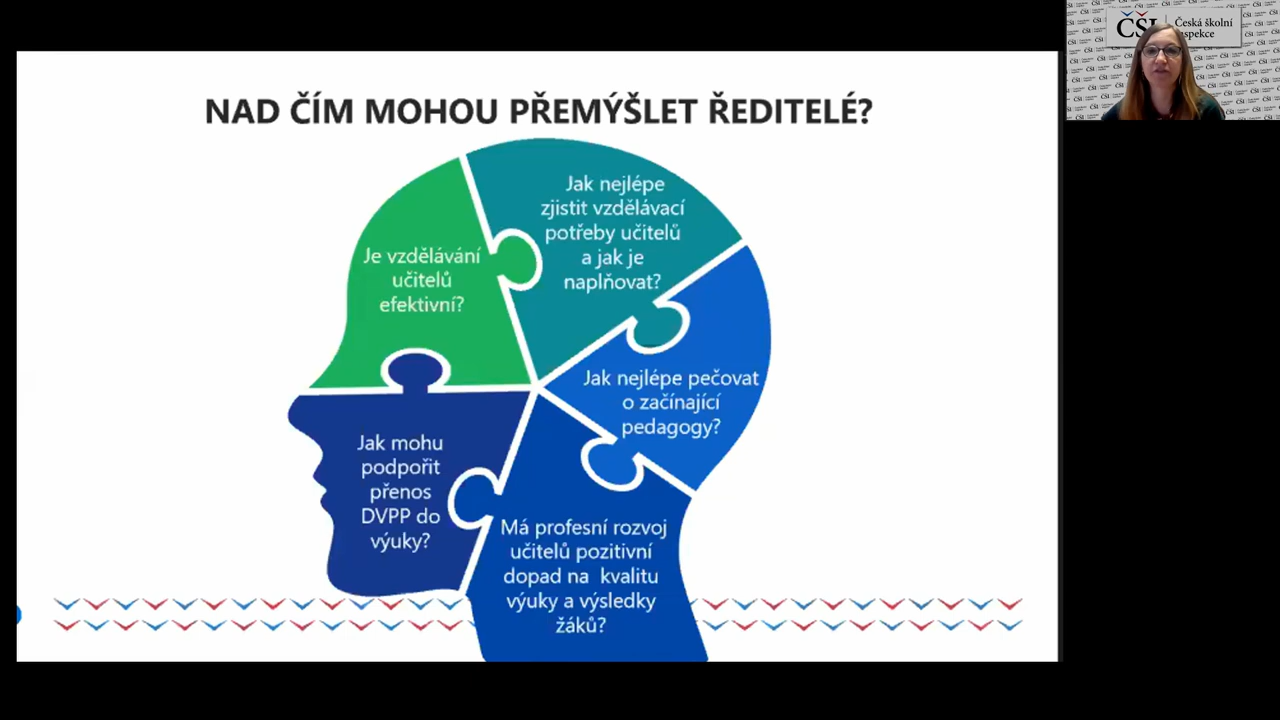 NAD ČÍM MOHOU PŘEMÝŠLET ŘEDITELÉ?
Je vzdělávání
učitelů
efektivní?
Jak nejlépe
zjistit vzdělávací
potřeby učitelů
a jak je
naplňovat?
Jak nejlépe pečovat
o začínající
pedagogy?
Jak mohu
podpořit
přenos
DVPP do
výuky?
Má profesní rozvoj
učitelů pozitivní
dopad na kvalitu
výuky a výsledky
žáků?
ČŠI
Česká školní